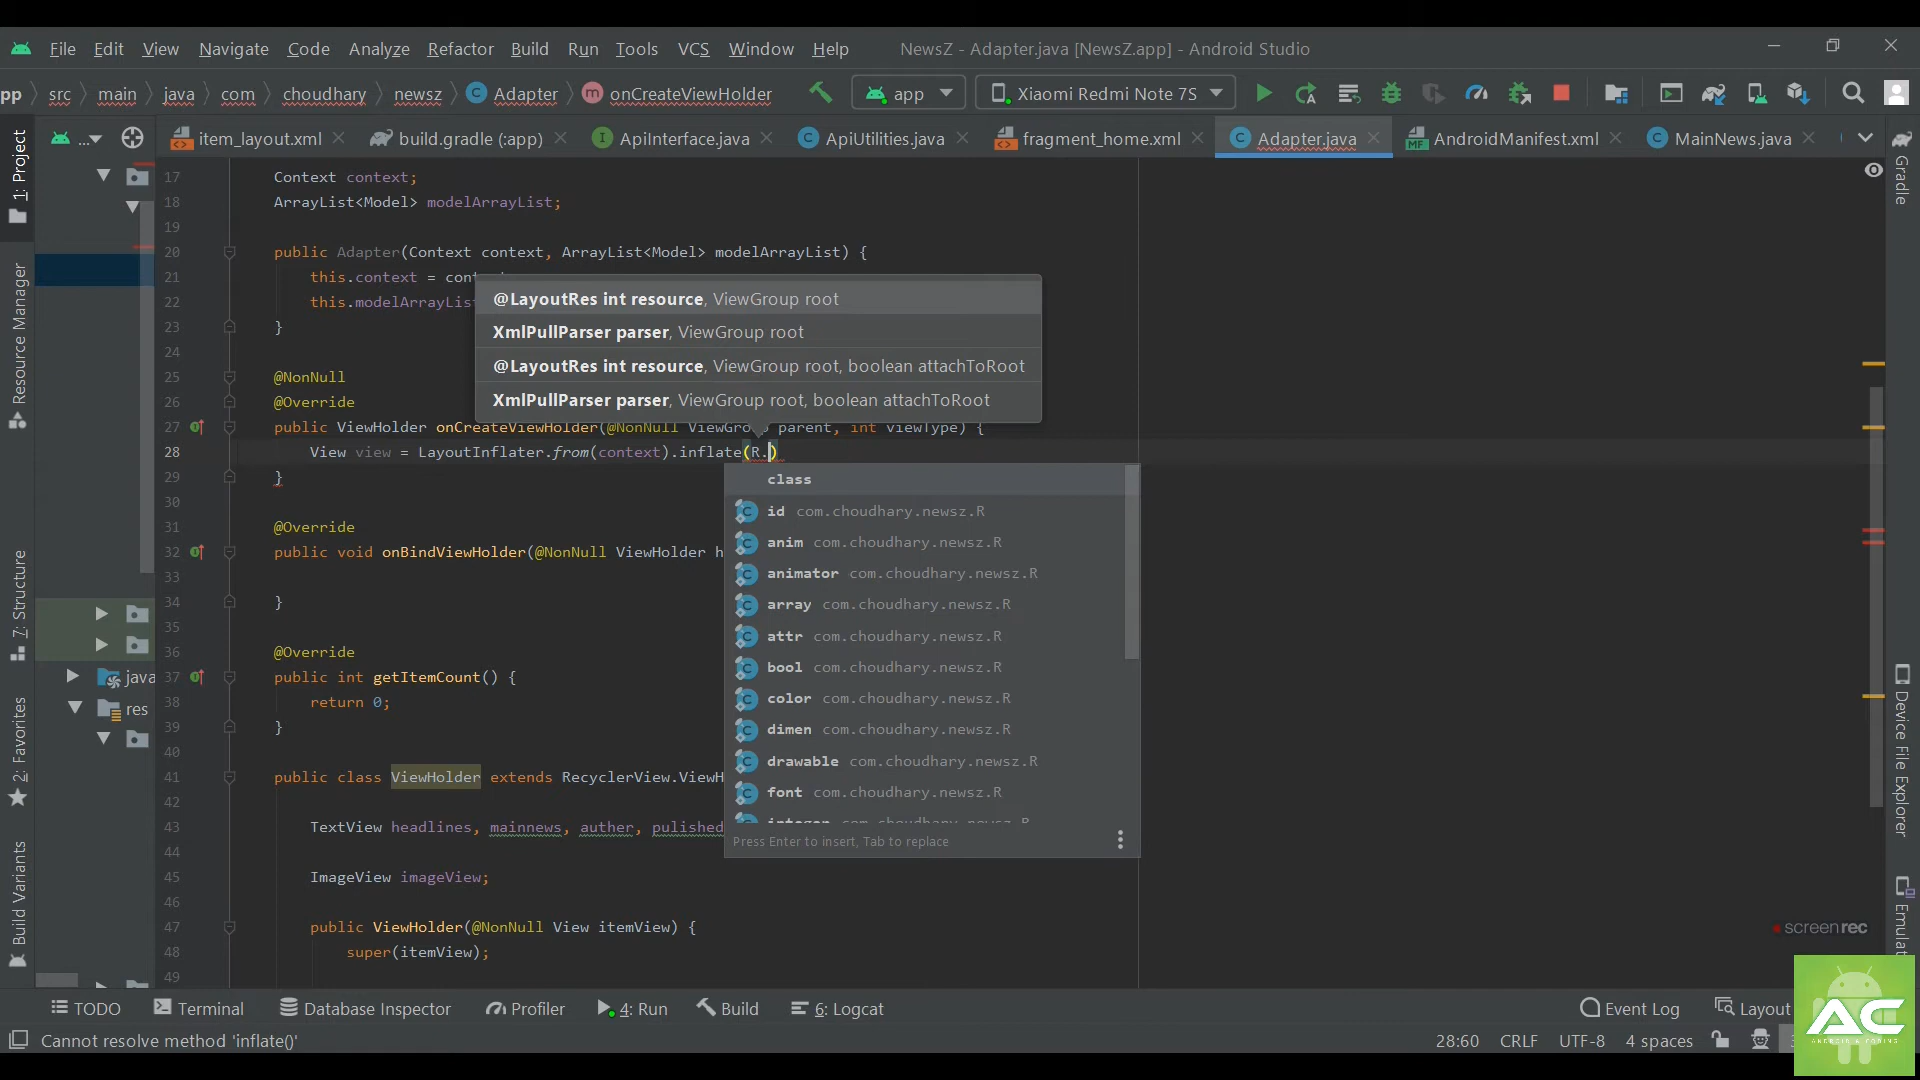 File Edit View Navigate Code Analyze Refactor Build Run Tools VCS Window Help NewsZ - Adapter.java [NewsZ.app] - Android Studio
pp src main java com choudhary newsz Adapter onCreateViewHolder app Xiaomi Redmi Note 7S
item_layout.xml build.gradle (:app) ApiInterface.java ApiUtilities.java fragment_home.xml Adapter.java AndroidManifest.xml MainNews.java
1: Project
Resource Manager
7: Structure
2: Favorites
Build Variants
...
java
res
17 Context context;
18 ArrayList<Model> modelArrayList;
19
20 public Adapter(Context context, ArrayList<Model> modelArrayList) {
21 this.context = cont
22 this.modelArrayList
23 }
24
25 @NonNull
26 @Override
27 public ViewHolder onCreateViewHolder(@NonNull ViewGroup parent, int viewType) {
28 View view = LayoutInflater.from(context).inflate(R.)
29 }
30
31 @Override
32 public void onBindViewHolder(@NonNull ViewHolder h
33
34 }
35
36 @Override
37 public int getItemCount() {
38 return 0;
39 }
40
41 public class ViewHolder extends RecyclerView.ViewH
42
43 TextView headlines, mainnews, auther, pulished
44
45 ImageView imageView;
46
47 public ViewHolder(@NonNull View itemView) {
48 super(itemView);
49
@LayoutRes int resource, ViewGroup root
XmlPullParser parser, ViewGroup root
@LayoutRes int resource, ViewGroup root, boolean attachToRoot
XmlPullParser parser, ViewGroup root, boolean attachToRoot
class
id com.choudhary.newsz.R
anim com.choudhary.newsz.R
animator com.choudhary.newsz.R
array com.choudhary.newsz.R
attr com.choudhary.newsz.R
bool com.choudhary.newsz.R
color com.choudhary.newsz.R
dimen com.choudhary.newsz.R
drawable com.choudhary.newsz.R
font com.choudhary.newsz.R
integer com.choudhary.newsz.R
Press Enter to insert, Tab to replace
Gradle
Device File Explorer
Emulat
screenrec
TODO Terminal Database Inspector Profiler 4: Run Build 6: Logcat Event Log Layout
Cannot resolve method 'inflate()' 28:60 CRLF UTF-8 4 spaces
AC
ANDROID & CODING